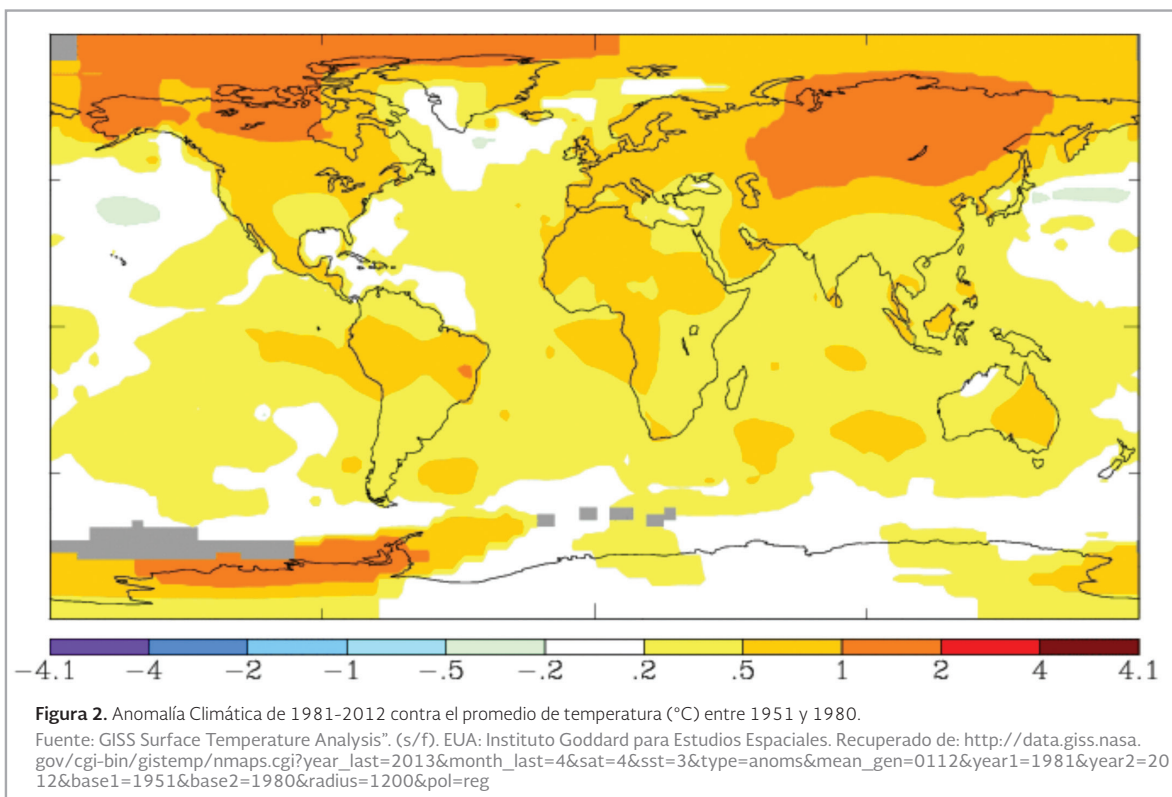 −4.1 −4 −2 −1 −.5 −.2 .2 .5 1 2 4 4.1
Figura 2. Anomalía Climática de 1981-2012 contra el promedio de temperatura (°C) entre 1951 y 1980.
Fuente: GISS Surface Temperature Analysis”. (s/f). EUA: Instituto Goddard para Estudios Espaciales. Recuperado de: http://data.giss.nasa.
gov/cgi-bin/gistemp/nmaps.cgi?year_last=2013&month_last=4&sat=4&sst=3&type=anoms&mean_gen=0112&year1=1981&year2=20
12&base1=1951&base2=1980&radius=1200&pol=reg